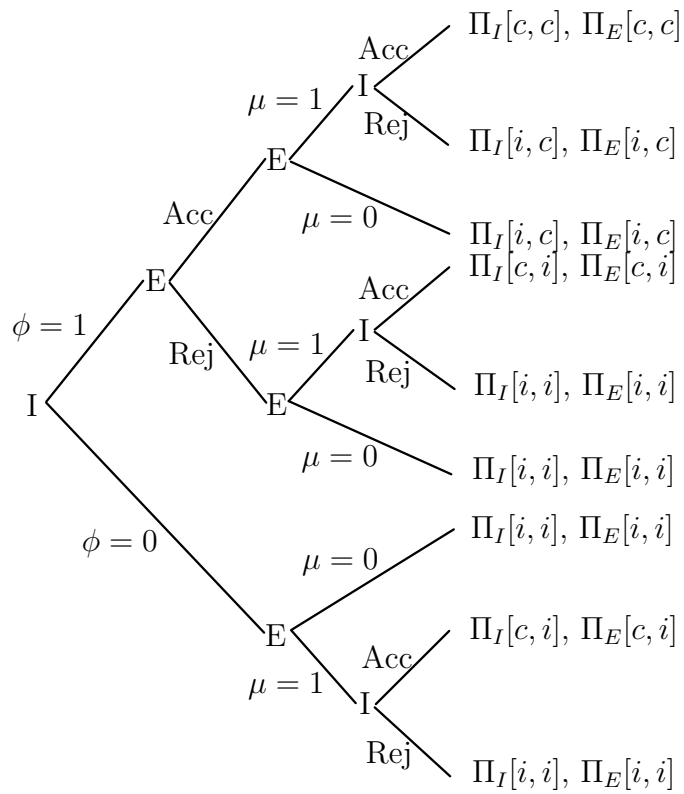 Π_I[c, c], Π_E[c, c]
Acc
μ = 1
I
Rej
Π_I[i, c], Π_E[i, c]
E
Acc
μ = 0
Π_I[i, c], Π_E[i, c]
Π_I[c, i], Π_E[c, i]
E
Acc
φ = 1
μ = 1
I
Rej
Rej
Π_I[i, i], Π_E[i, i]
I
E
μ = 0
Π_I[i, i], Π_E[i, i]
Π_I[i, i], Π_E[i, i]
φ = 0
μ = 0
E
Π_I[c, i], Π_E[c, i]
Acc
μ = 1
I
Rej
Π_I[i, i], Π_E[i, i]